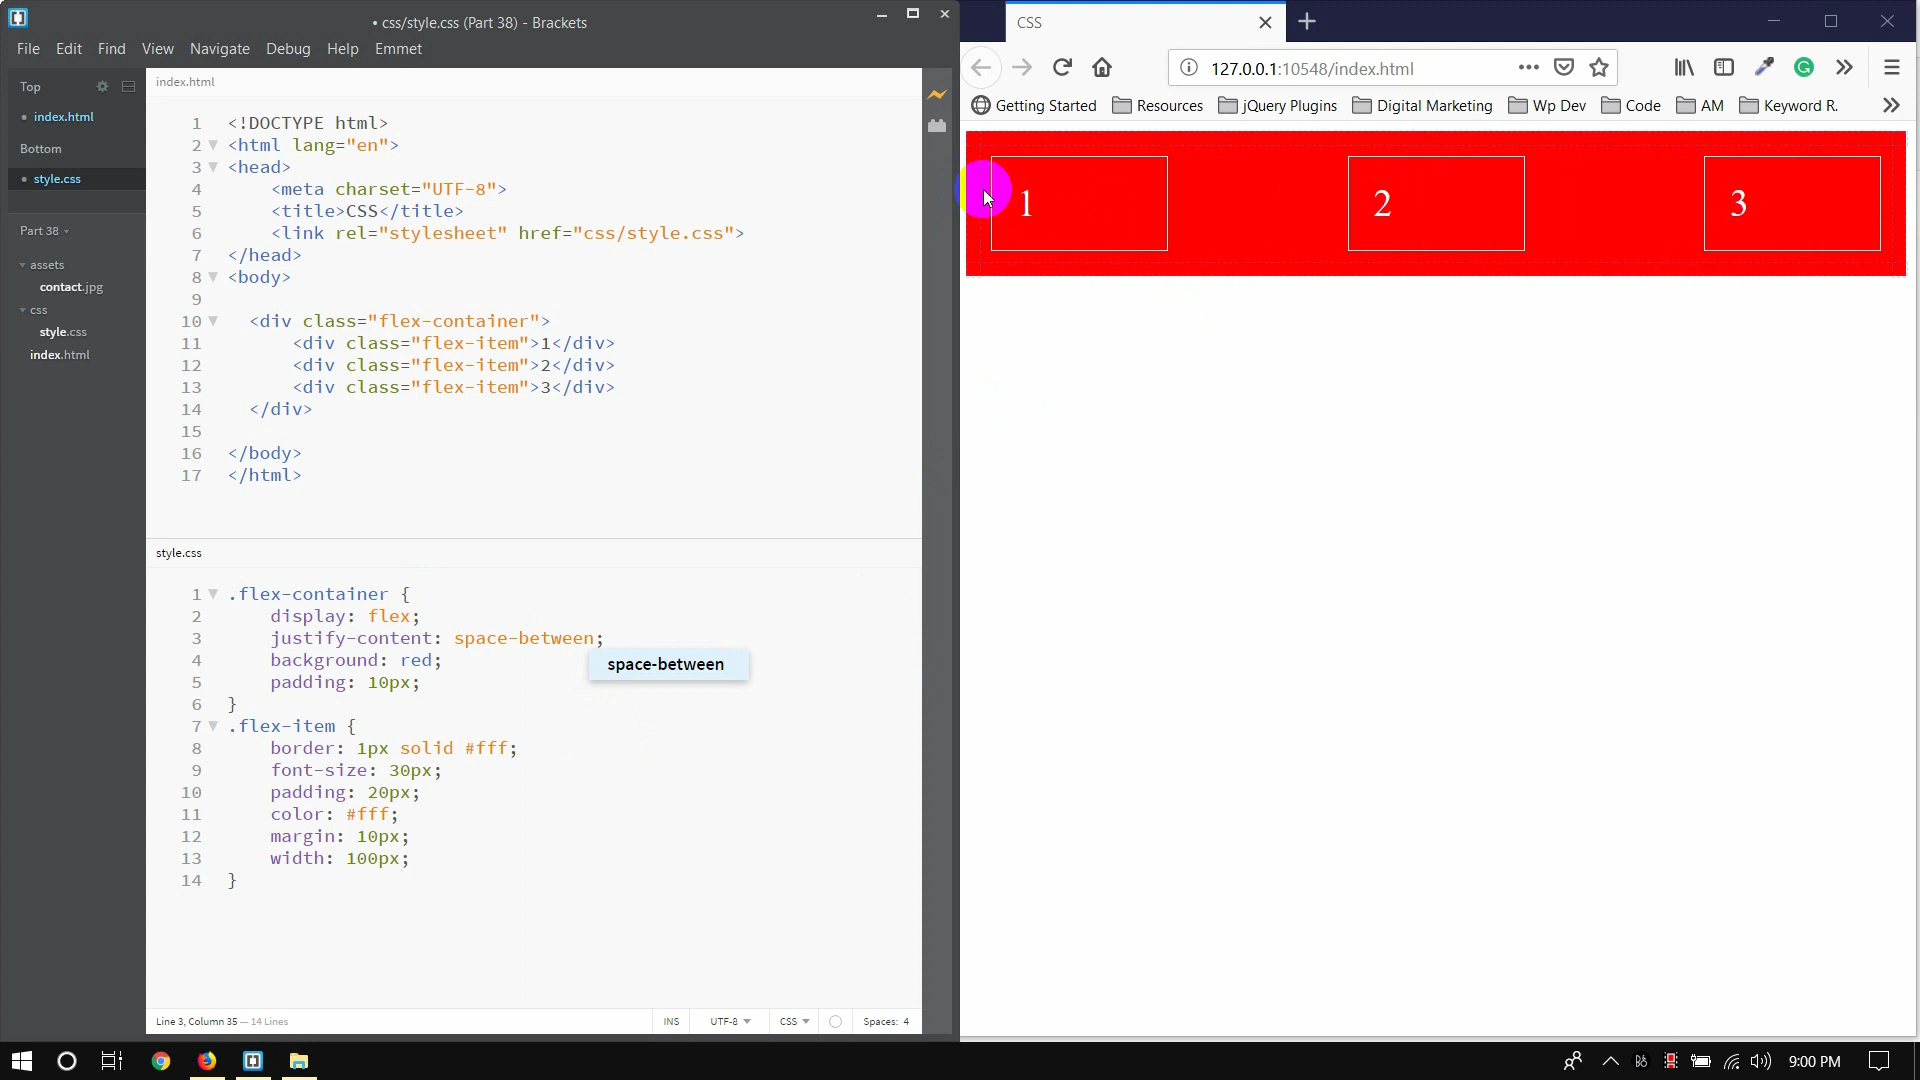 • css/style.css (Part 38) - Brackets
File Edit Find View Navigate Debug Help Emmet
Top
• index.html
Bottom
• style.css
Part 38
assets
contact.jpg
css
style.css
index.html
index.html
1 <!DOCTYPE html>
2 <html lang="en">
3 <head>
4 <meta charset="UTF-8">
5 <title>CSS</title>
6 <link rel="stylesheet" href="css/style.css">
7 </head>
8 <body>
9
10 <div class="flex-container">
11 <div class="flex-item">1</div>
12 <div class="flex-item">2</div>
13 <div class="flex-item">3</div>
14 </div>
15
16 </body>
17 </html>
style.css
1 .flex-container {
2 display: flex;
3 justify-content: space-between;
4 background: red;
space-between
5 padding: 10px;
6 }
7 .flex-item {
8 border: 1px solid #fff;
9 font-size: 30px;
10 padding: 20px;
11 color: #fff;
12 margin: 10px;
13 width: 100px;
14 }
Line 3, Column 35 — 14 Lines
INS UTF-8 CSS Spaces: 4
CSS
127.0.0.1:10548/index.html
Getting Started Resources jQuery Plugins Digital Marketing Wp Dev Code AM Keyword R.
1 2 3
9:00 PM